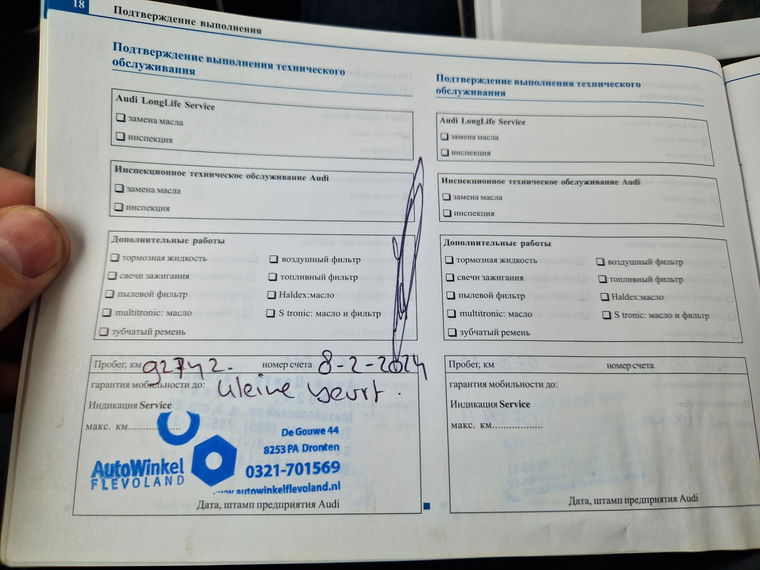 18
Подтверждение выполнения
Подтверждение выполнения технического
обслуживания
Audi LongLife Service
замена масла
инспекция
Инспекционное техническое обслуживание Audi
замена масла
инспекция
Дополнительные работы
тормозная жидкость
воздушный фильтр
свечи зажигания
топливный фильтр
пылевой фильтр
Haldex:масло
multitronic: масло
S tronic: масло и фильтр
зубчатый ремень
Пробег, км 92742. номер счета 8-2-2024
гарантия мобильности до: kleine beurt.
Индикация Service
макс. км
De Gouwe 44
8253 PA Dronten
AutoWinkel
FLEVOLAND
0321-701569
www.autowinkelflevoland.nl
Дата, штамп предприятия Audi
Подтверждение выполнения технического
обслуживания
Audi LongLife Service
замена масла
инспекция
Инспекционное техническое обслуживание Audi
замена масла
инспекция
Дополнительные работы
тормозная жидкость
воздушный фильтр
свечи зажигания
топливный фильтр
пылевой фильтр
Haldex:масло
multitronic: масло
S tronic: масло и фильтр
зубчатый ремень
Пробег, км номер счета
гарантия мобильности до:
Индикация Service
макс. км
Дата, штамп предприятия Audi